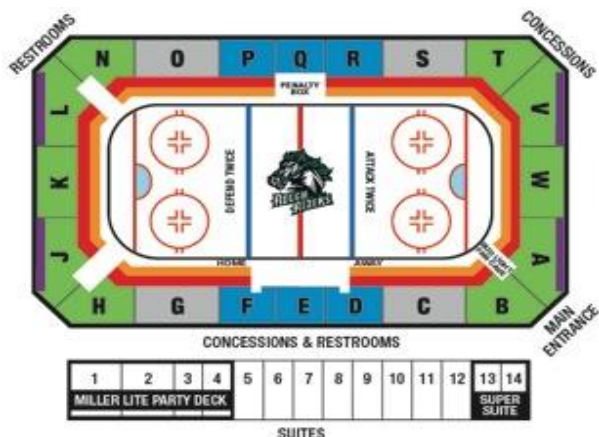 RESTROOMS
CONCESSIONS
N O P Q R S T
PENALTY
BOX
L
V
K
W
J
A
DEFEND TWICE
ATTACK TWICE
HOME
AWAY
H G F E D C B
MAIN
ENTRANCE
CONCESSIONS & RESTROOMS
1 2 3 4 5 6 7 8 9 10 11 12 13 14
MILLER LITE PARTY DECK
SUPER
SUITE
SUITES